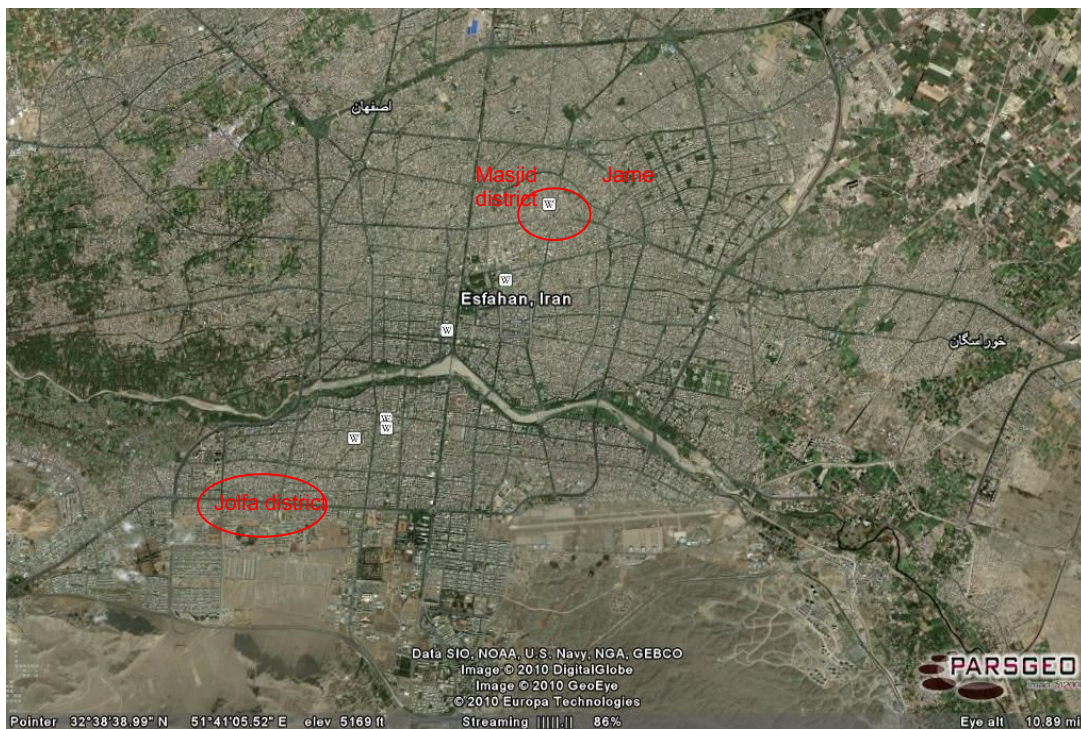 اصفهان
Masjid Jame
district
W
W
Esfahan, Iran
W
خوراسگان
W
W
W
Jolfa district
Data SIO, NOAA, U.S. Navy, NGA, GEBCO
Image © 2010 DigitalGlobe
Image © 2010 GeoEye
© 2010 Europa Technologies
PARSGEO
Pointer 32°38'38.99" N 51°41'05.52" E elev 5169 ft Streaming |||||.|| 86% Eye alt 10.89 mi